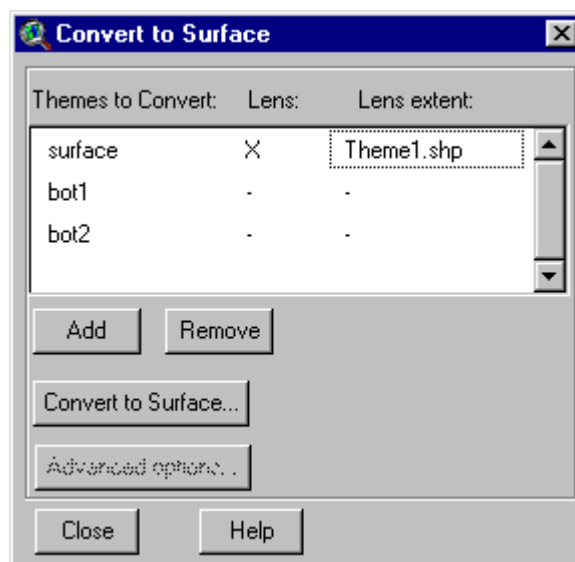 Convert to Surface
Themes to Convert: Lens: Lens extent:
surface X Theme1.shp
bot1 - -
bot2 - -
Add Remove
Convert to Surface...
Advanced options...
Close Help